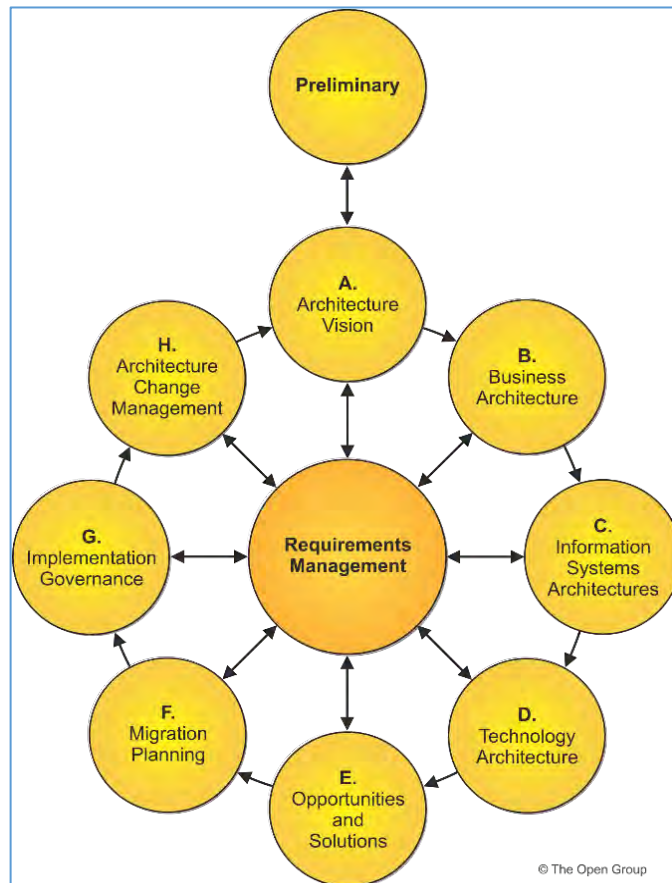 Preliminary
A.
Architecture
Vision
B.
Business
Architecture
C.
Information
Systems
Architectures
D.
Technology
Architecture
E.
Opportunities
and
Solutions
F.
Migration
Planning
G.
Implementation
Governance
H.
Architecture
Change
Management
Requirements
Management
© The Open Group